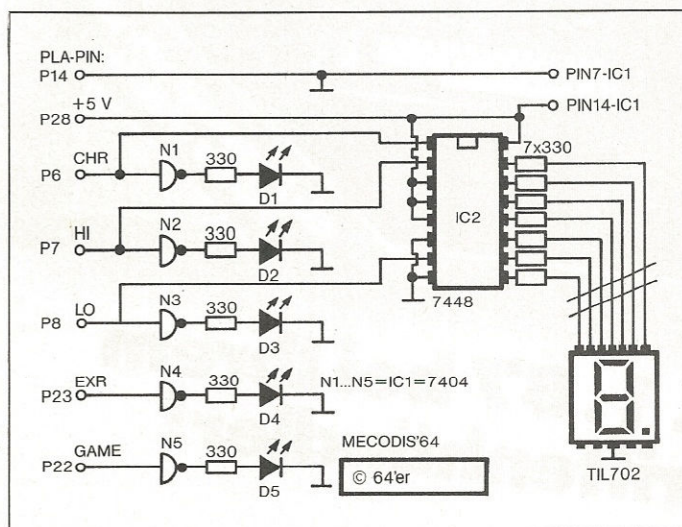 PLA-PIN:
P14
PIN7-IC1
+5 V
P28
PIN14-IC1
CHR
P6
N1
330
D1
7x330
HI
P7
N2
330
D2
IC2
7448
LO
P8
N3
330
D3
EXR
P23
N4
330
D4
N1...N5=IC1=7404
GAME
P22
N5
330
D5
MECODIS'64
© 64'er
TIL702